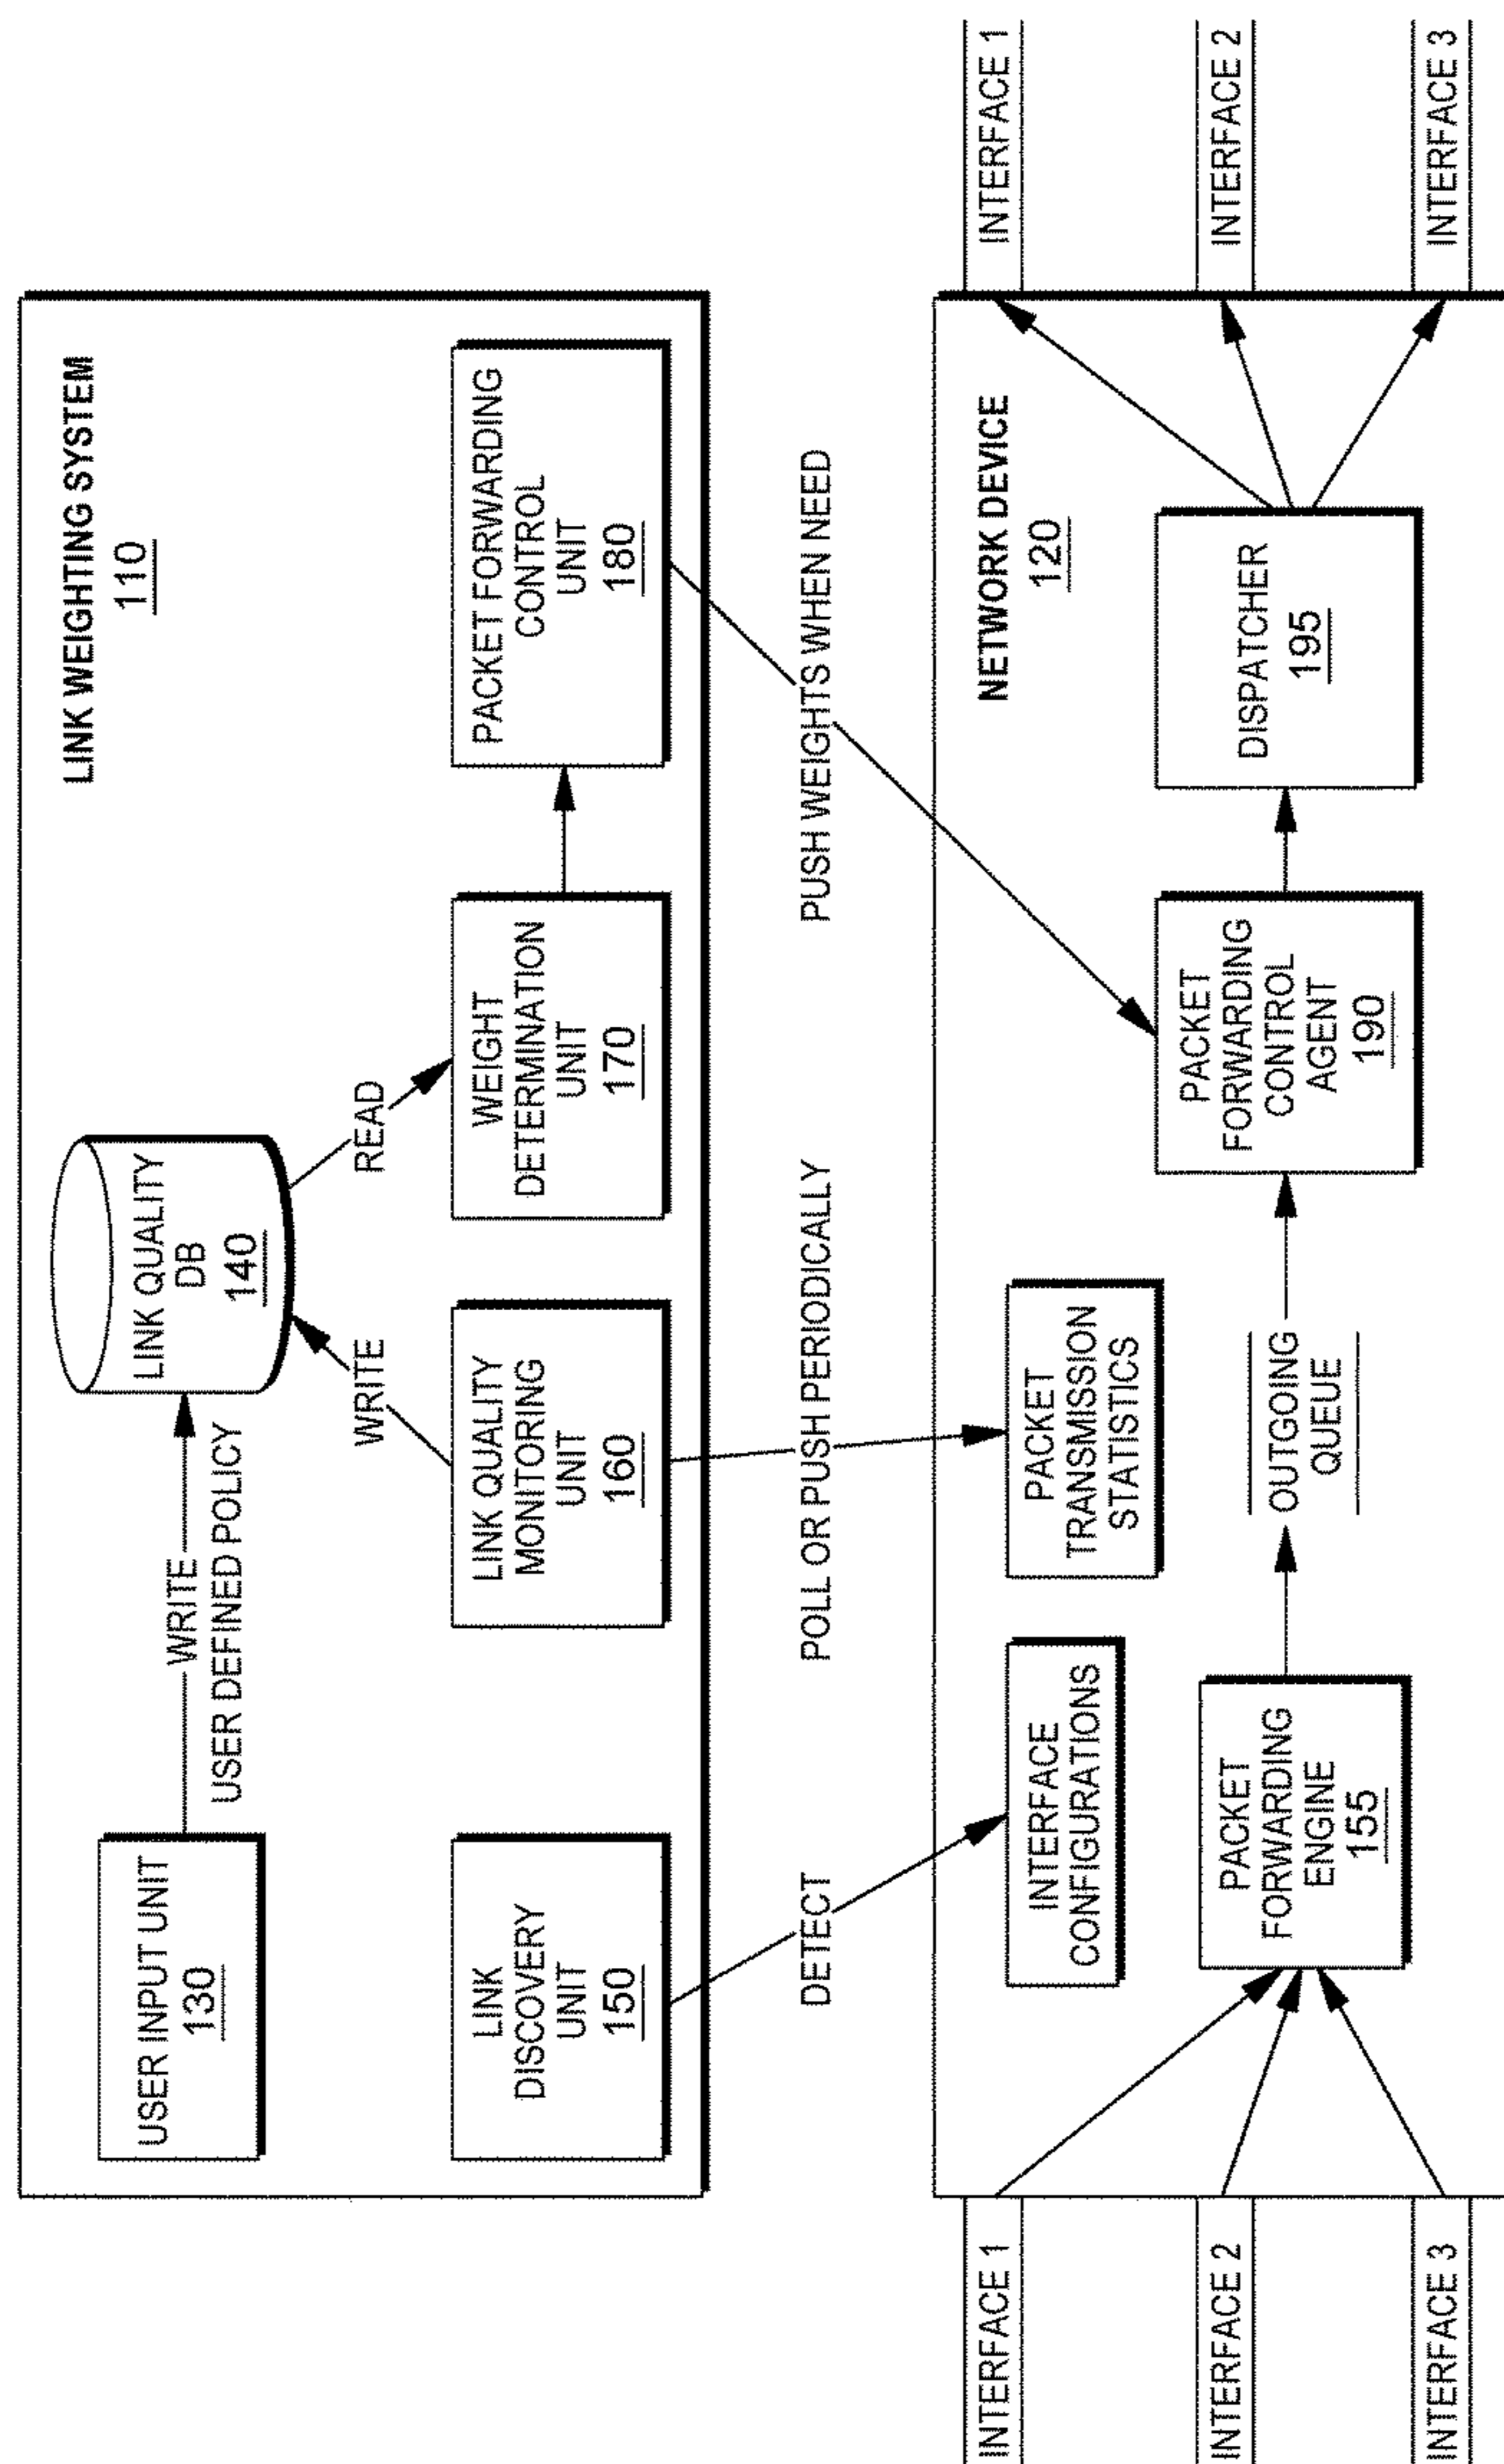 LINK WEIGHTING SYSTEM
110
USER INPUT UNIT
130
WRITE
USER DEFINED POLICY
LINK QUALITY
DB
140
WRITE
READ
LINK
DISCOVERY
UNIT
150
LINK QUALITY
MONITORING
UNIT
160
WEIGHT
DETERMINATION
UNIT
170
PACKET FORWARDING
CONTROL
UNIT
180
DETECT
POLL OR PUSH PERIODICALLY
PUSH WEIGHTS WHEN NEED
NETWORK DEVICE
120
INTERFACE 1
INTERFACE 2
INTERFACE 3
INTERFACE
CONFIGURATIONS
PACKET
TRANSMISSION
STATISTICS
PACKET
FORWARDING
ENGINE
155
OUTGOING
QUEUE
PACKET
FORWARDING
CONTROL
AGENT
190
DISPATCHER
195
INTERFACE 1
INTERFACE 2
INTERFACE 3